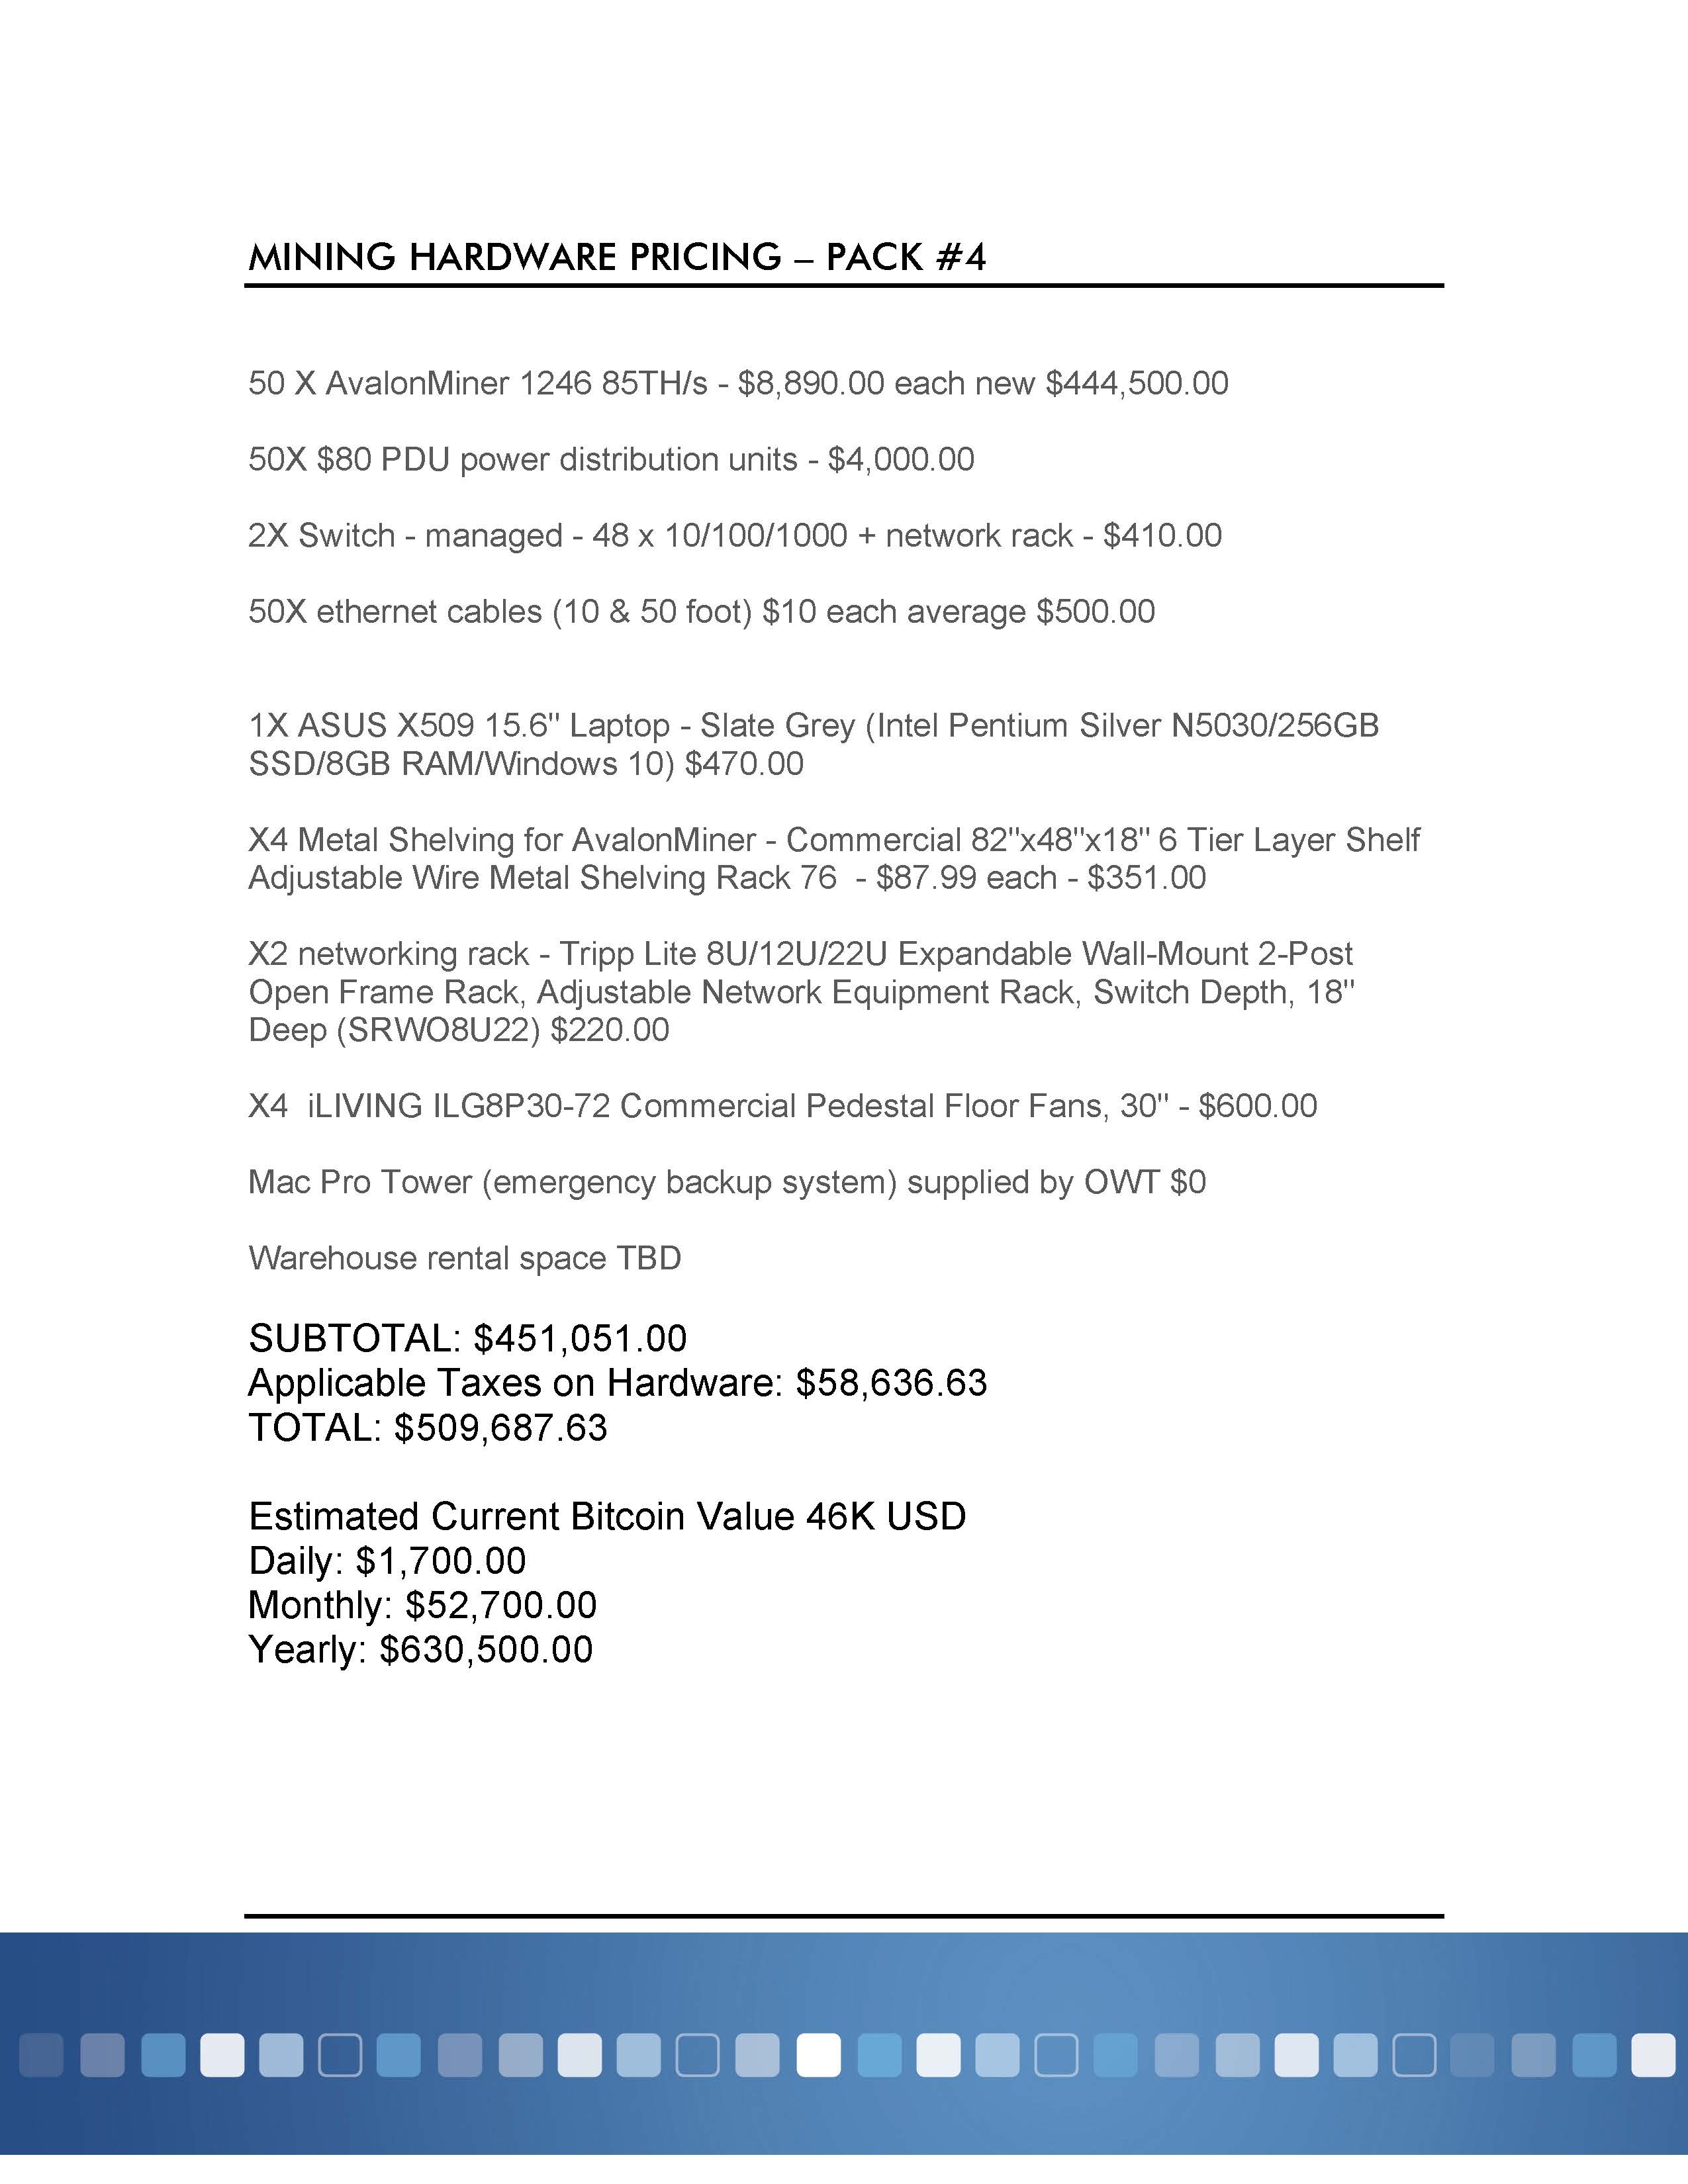 MINING HARDWARE PRICING – PACK #4
50 X AvalonMiner 1246 85TH/s - $8,890.00 each new $444,500.00
50X $80 PDU power distribution units - $4,000.00
2X Switch - managed - 48 x 10/100/1000 + network rack - $410.00
50X ethernet cables (10 & 50 foot) $10 each average $500.00
1X ASUS X509 15.6" Laptop - Slate Grey (Intel Pentium Silver N5030/256GB
SSD/8GB RAM/Windows 10) $470.00
X4 Metal Shelving for AvalonMiner - Commercial 82"x48"x18" 6 Tier Layer Shelf
Adjustable Wire Metal Shelving Rack 76  - $87.99 each - $351.00
X2 networking rack - Tripp Lite 8U/12U/22U Expandable Wall-Mount 2-Post
Open Frame Rack, Adjustable Network Equipment Rack, Switch Depth, 18"
Deep (SRWO8U22) $220.00
X4  iLIVING ILG8P30-72 Commercial Pedestal Floor Fans, 30" - $600.00
Mac Pro Tower (emergency backup system) supplied by OWT $0
Warehouse rental space TBD
SUBTOTAL: $451,051.00
Applicable Taxes on Hardware: $58,636.63
TOTAL: $509,687.63
Estimated Current Bitcoin Value 46K USD
Daily: $1,700.00
Monthly: $52,700.00
Yearly: $630,500.00